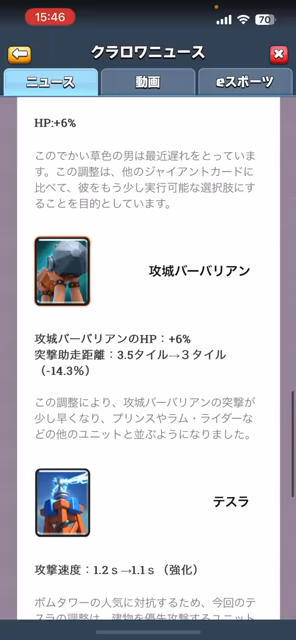 15:46
70
クラロワニュース
ニュース
動画
eスポーツ
HP:+6%
このでかい草色の男は最近遅れをとっていま
す。この調整は、他のジャイアントカードに
比べて、彼をもう少し実行可能な選択肢にす
ることを目的としています。
攻城バーバリアン
攻城バーバリアンのHP：+6%
突撃助走距離：3.5タイル→３タイル
（-14.3%）
この調整により、攻城バーバリアンの突撃が
少し早くなり、プリンスやラム・ライダーな
どの他のユニットと並ぶようになりました。
テスラ
攻撃速度：1.2ｓ→1.1ｓ（強化）
ボムタワーの人気に対抗するため、今回のテ
スラの調整は、建物を優先攻撃するユニット